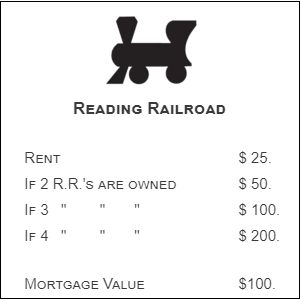 Reading Railroad
Rent $ 25.
If 2 R.R.'s are owned $ 50.
If 3 " " " $ 100.
If 4 " " " $ 200.
Mortgage Value $100.